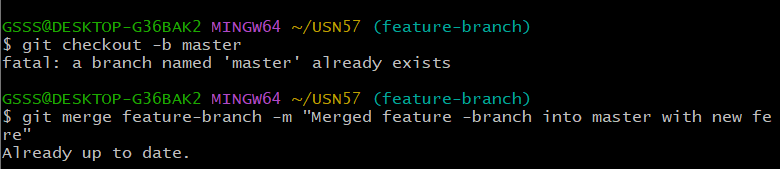 GSSS@DESKTOP-G36BAK2 MINGW64 ~/USN57 (feature-branch)
$ git checkout -b master
fatal: a branch named 'master' already exists
GSSS@DESKTOP-G36BAK2 MINGW64 ~/USN57 (feature-branch)
$ git merge feature-branch -m "Merged feature -branch into master with new fe
re"
Already up to date.